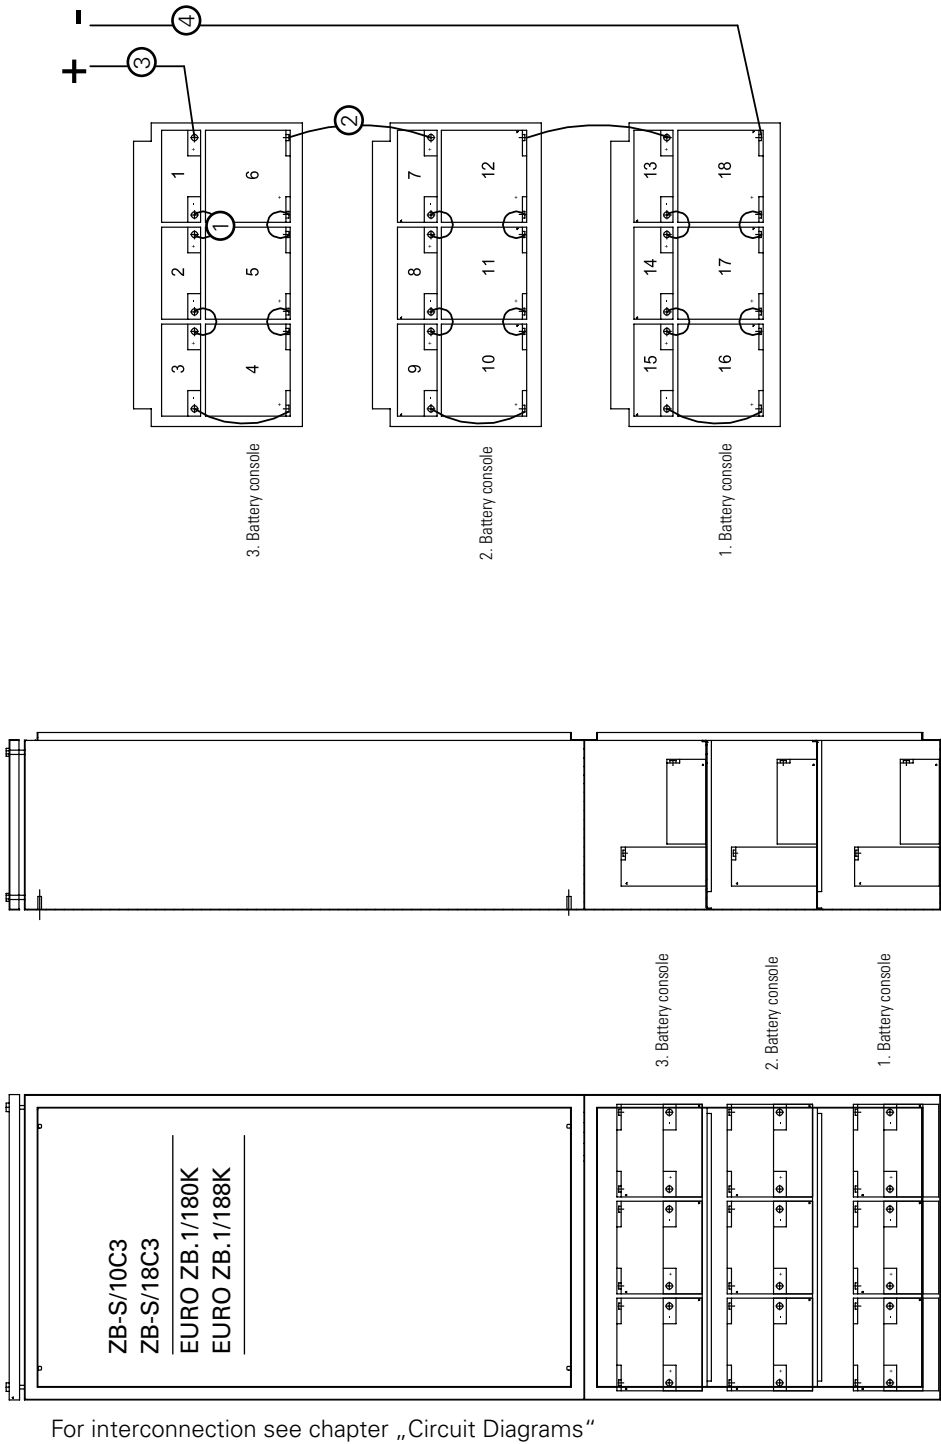 -
4
+
3
2
1
1
2
3
6
5
4
7
8
9
12
11
10
13
14
15
18
17
16
3. Battery console
2. Battery console
1. Battery console
3. Battery console
2. Battery console
1. Battery console
ZB-S/10C3
ZB-S/18C3
EURO ZB.1/180K
EURO ZB.1/188K
For interconnection see chapter „Circuit Diagrams“